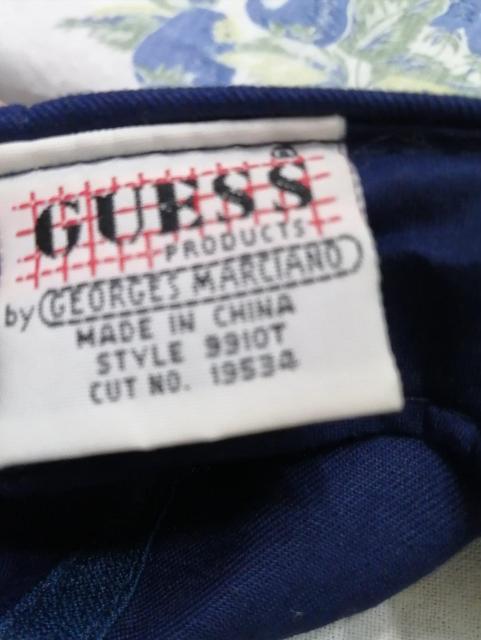 GUESS
PRODUCTS
by GEORGES MARCIANO
MADE IN CHINA
STYLE 9910T
CUT NO. 19534